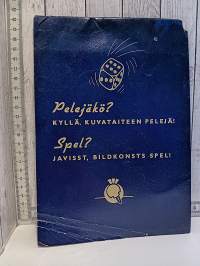 Pelejäkö?
KYLLÄ, KUVATAITEEN PELEJÄ!
Spel?
JAVISST, BILDKONSTS SPEL!